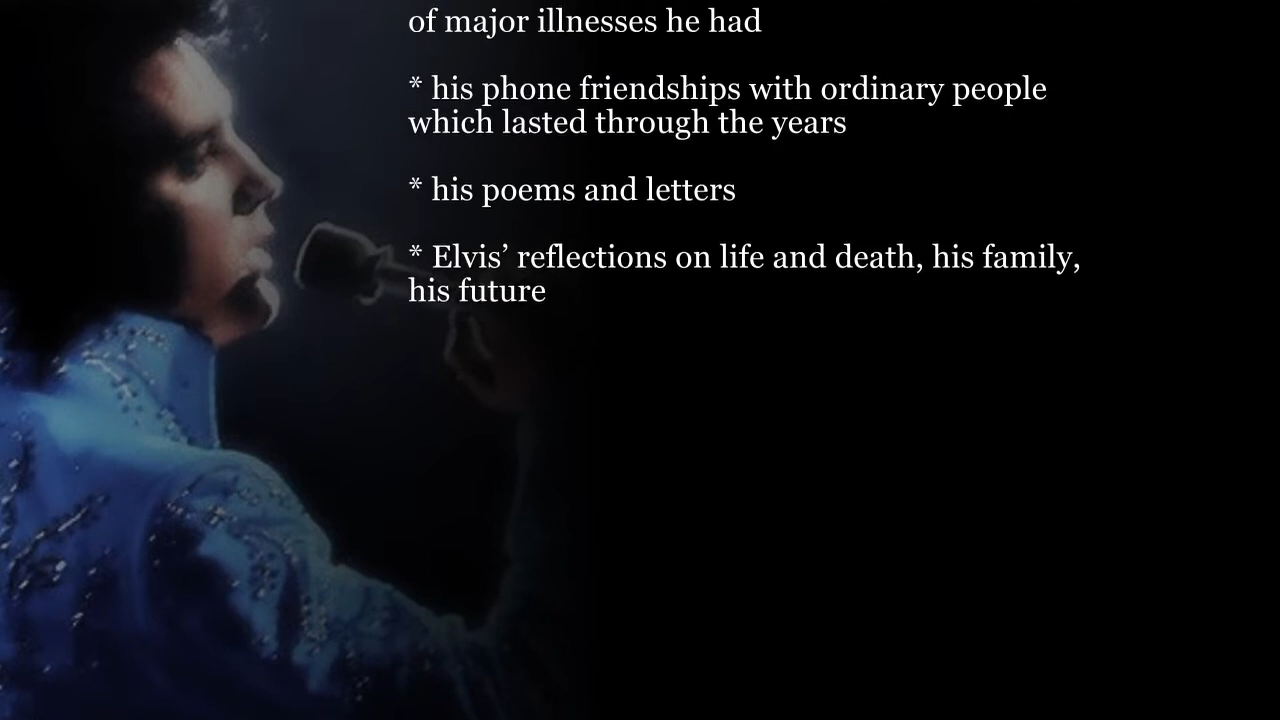 of major illnesses he had
* his phone friendships with ordinary people
which lasted through the years
* his poems and letters
* Elvis’ reflections on life and death, his family,
his future